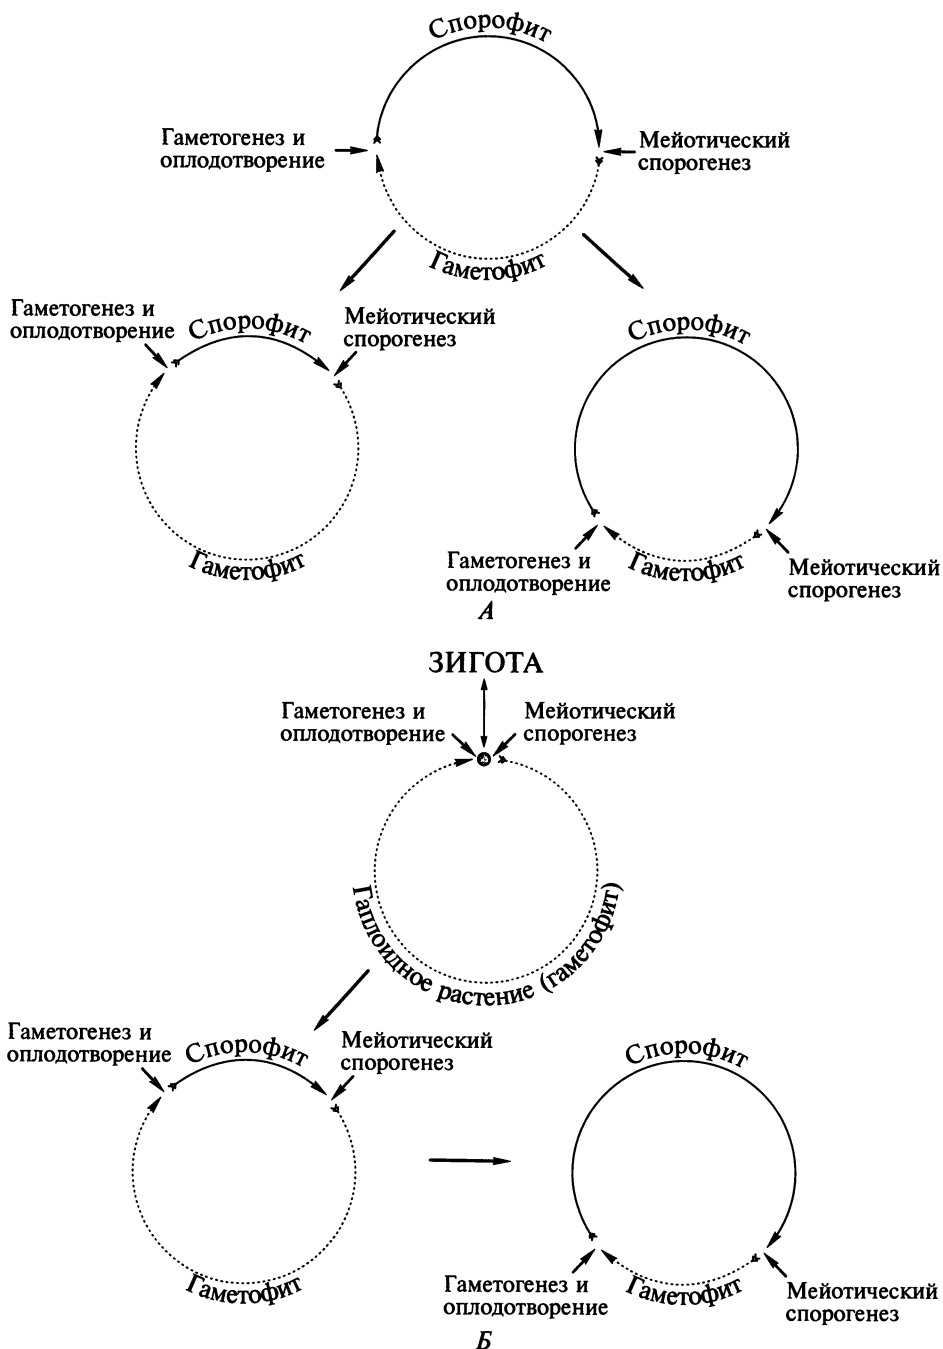 Спорофит
Гаметогенез и
оплодотворение
Мейотический
спорогенез
Гаметофит
Гаметогенез и
оплодотворение
Спорофит
Мейотический
спорогенез
Гаметофит
Спорофит
Гаметогенез и
оплодотворение
Гаметофит
Мейотический
спорогенез
А
ЗИГОТА
Гаметогенез и
оплодотворение
Мейотический
спорогенез
Гаплоидное растение (гаметофит)
Гаметогенез и
оплодотворение
Спорофит
Мейотический
спорогенез
Гаметофит
Спорофит
Гаметогенез и
оплодотворение
Гаметофит
Мейотический
спорогенез
Б